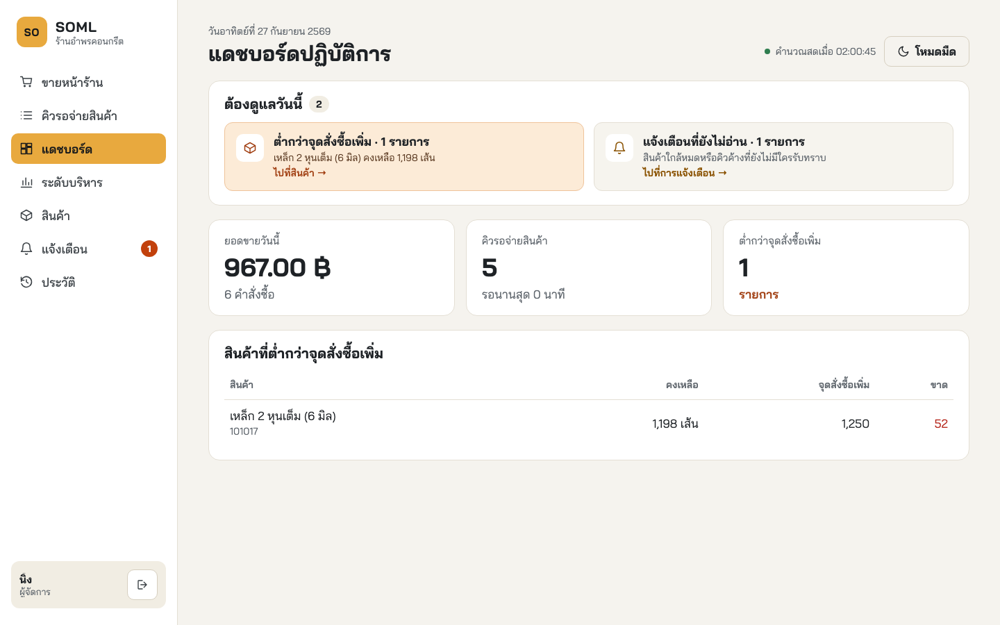 SO
SOML
ร้านอำพรคอนกรีต
ขายหน้าร้าน
คิวรอจ่ายสินค้า
แดชบอร์ด
ระดับบริหาร
สินค้า
แจ้งเตือน
1
ประวัติ
นิ้ง
ผู้จัดการ
วันอาทิตย์ที่ 27 กันยายน 2569
แดชบอร์ดปฏิบัติการ
คำนวณสดเมื่อ 02:00:45
โหมดมืด
ต้องดูแลวันนี้ 2
ต่ำกว่าจุดสั่งซื้อเพิ่ม · 1 รายการ
เหล็ก 2 หุนเต็ม (6 มิล) คงเหลือ 1,198 เส้น
ไปที่สินค้า →
แจ้งเตือนที่ยังไม่อ่าน · 1 รายการ
สินค้าใกล้หมดหรือคิวค้างที่ยังไม่มีใครรับทราบ
ไปที่การแจ้งเตือน →
ยอดขายวันนี้
967.00 ฿
6 คำสั่งซื้อ
คิวรอจ่ายสินค้า
5
รอนานสุด 0 นาที
ต่ำกว่าจุดสั่งซื้อเพิ่ม
1
รายการ
สินค้าที่ต่ำกว่าจุดสั่งซื้อเพิ่ม
สินค้า คงเหลือ จุดสั่งซื้อเพิ่ม ขาด
เหล็ก 2 หุนเต็ม (6 มิล) 1,198 เส้น 1,250 52
101017